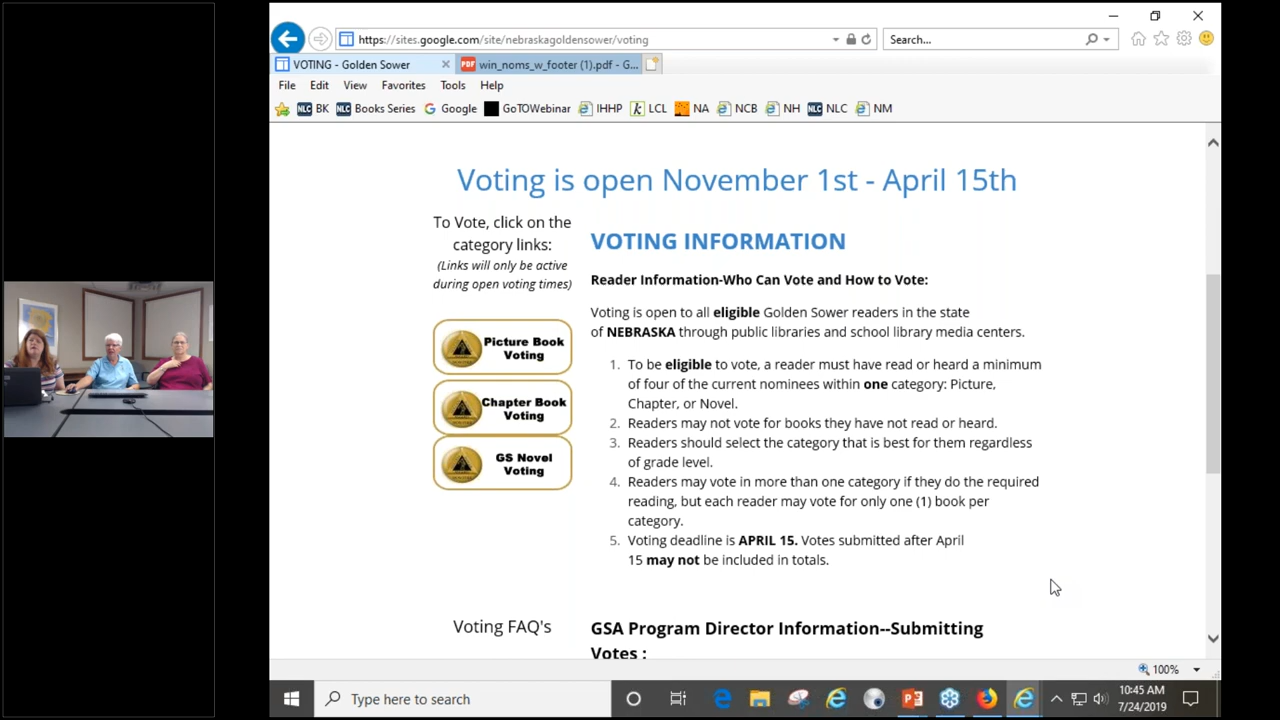 https://sites.google.com/site/nebraskagoldensower/voting
Search...
VOTING - Golden Sower
PDF win_noms_w_footer (1).pdf - G...
File Edit View Favorites Tools Help
NLC BK NLC Books Series Google GoTOWebinar IHHP k LCL NA NCB NH NLC NLC NM
Voting is open November 1st - April 15th
To Vote, click on the
category links:
(Links will only be active
during open voting times)
Picture Book
Voting
Chapter Book
Voting
GS Novel
Voting
VOTING INFORMATION
Reader Information-Who Can Vote and How to Vote:
Voting is open to all eligible Golden Sower readers in the state
of NEBRASKA through public libraries and school library media centers.
1. To be eligible to vote, a reader must have read or heard a minimum
of four of the current nominees within one category: Picture,
Chapter, or Novel.
2. Readers may not vote for books they have not read or heard.
3. Readers should select the category that is best for them regardless
of grade level.
4. Readers may vote in more than one category if they do the required
reading, but each reader may vote for only one (1) book per
category.
5. Voting deadline is APRIL 15. Votes submitted after April
15 may not be included in totals.
Voting FAQ's
GSA Program Director Information--Submitting
Votes :
100%
Type here to search
10:45 AM
7/24/2019